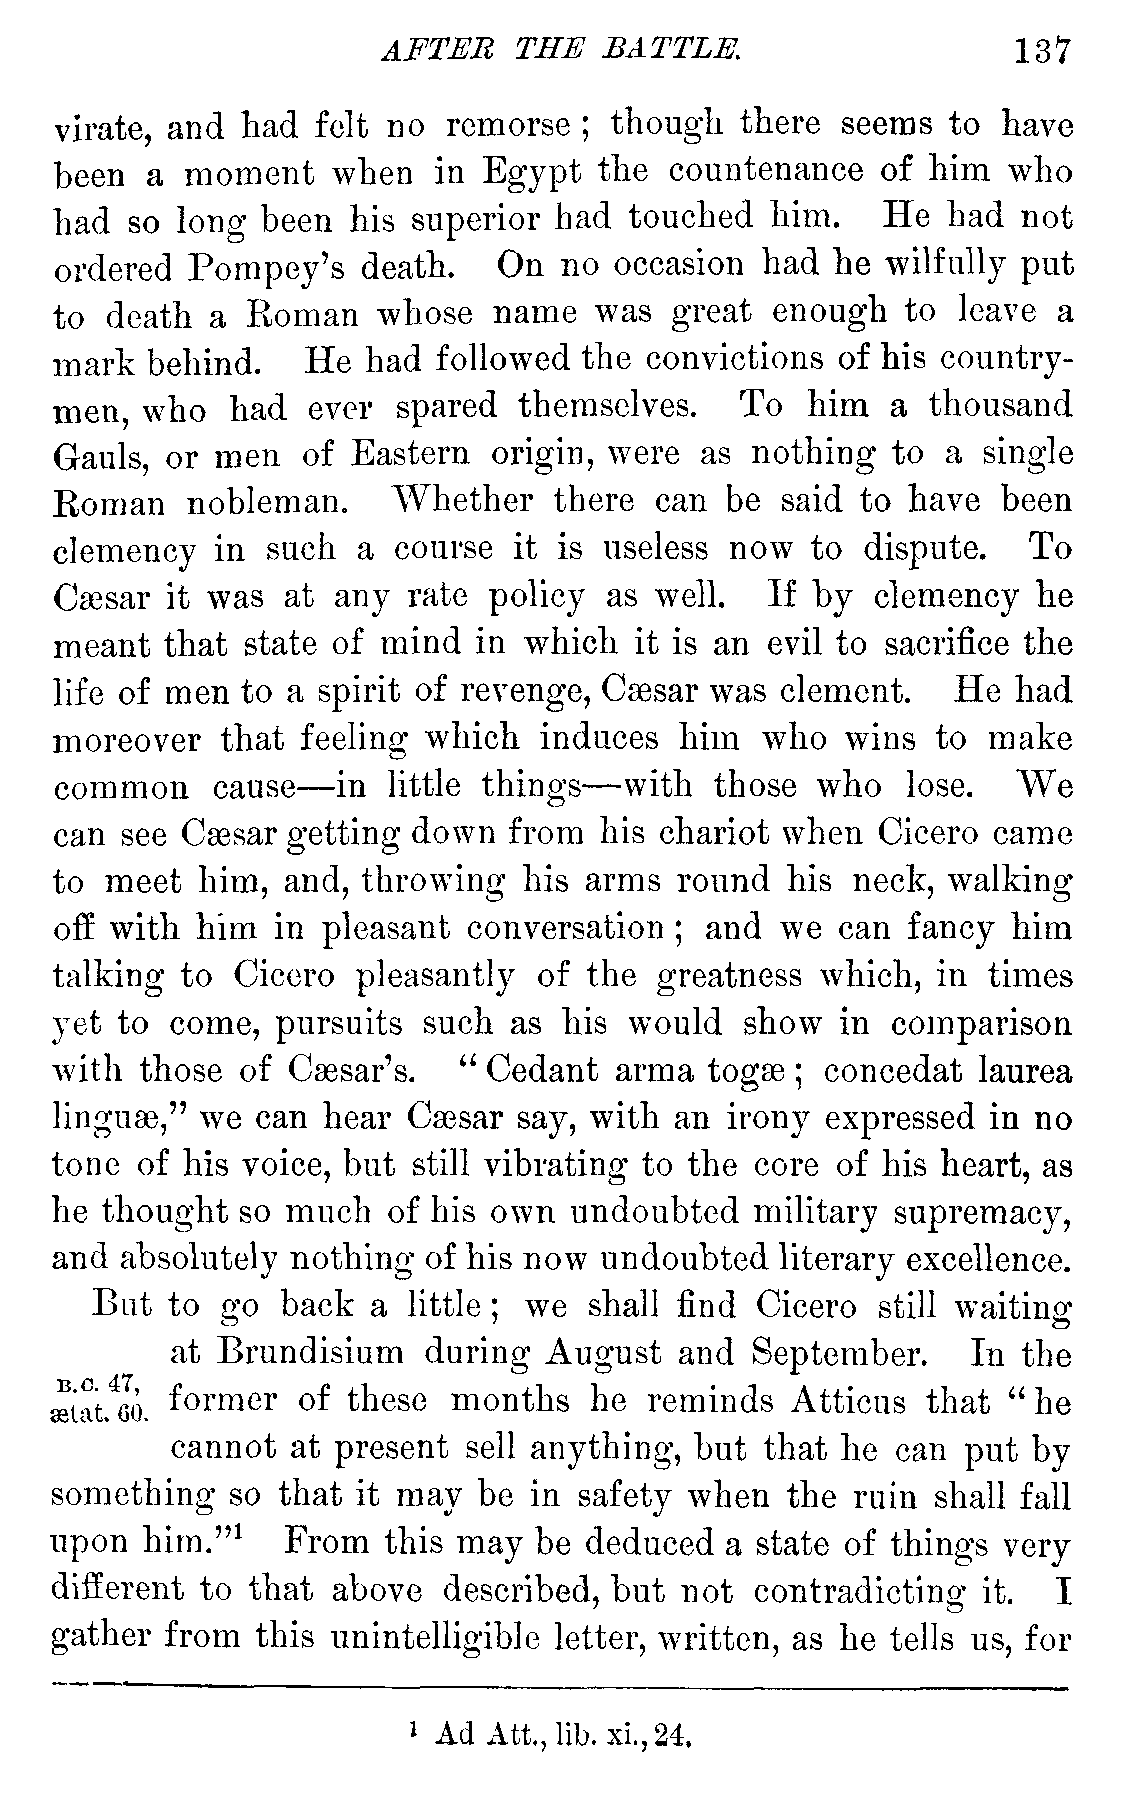 AFTER THE BATTLE. 137
virate, and had felt no remorse ; though there seems to have
been a moment when in Egypt the countenance of him who
had so long been his superior had touched him. He had not
ordered Pompey's death. On no occasion had he wilfully put
to death a Roman whose name was great enough to leave a
mark behind. He had followed the convictions of his country-
men, who had ever spared themselves. To him a thousand
Gauls, or men of Eastern origin, were as nothing to a single
Roman nobleman. Whether there can be said to have been
clemency in such a course it is useless now to dispute. To
Cæsar it was at any rate policy as well. If by clemency he
meant that state of mind in which it is an evil to sacrifice the
life of men to a spirit of revenge, Cæsar was clement. He had
moreover that feeling which induces him who wins to make
common cause—in little things—with those who lose. We
can see Cæsar getting down from his chariot when Cicero came
to meet him, and, throwing his arms round his neck, walking
off with him in pleasant conversation ; and we can fancy him
talking to Cicero pleasantly of the greatness which, in times
yet to come, pursuits such as his would show in comparison
with those of Cæsar's. “ Cedant arma togæ ; concedat laurea
linguæ,” we can hear Cæsar say, with an irony expressed in no
tone of his voice, but still vibrating to the core of his heart, as
he thought so much of his own undoubted military supremacy,
and absolutely nothing of his now undoubted literary excellence.
But to go back a little ; we shall find Cicero still waiting
at Brundisium during August and September. In the
B.C. 47,
ætat. 60.
former of these months he reminds Atticus that “ he
cannot at present sell anything, but that he can put by
something so that it may be in safety when the ruin shall fall
upon him.”¹ From this may be deduced a state of things very
different to that above described, but not contradicting it. I
gather from this unintelligible letter, written, as he tells us, for
¹ Ad Att., lib. xi., 24.